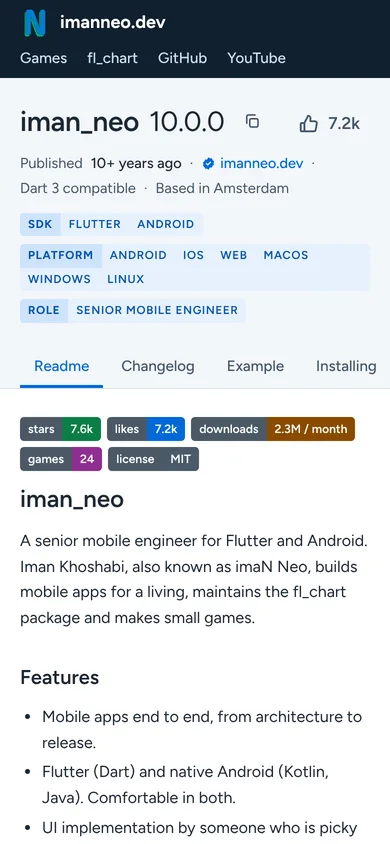 imanneo.dev
Games fl_chart GitHub YouTube
iman_neo 10.0.0 7.2k
Published 10+ years ago · imanneo.dev ·
Dart 3 compatible · Based in Amsterdam
SDK FLUTTER ANDROID
PLATFORM ANDROID IOS WEB MACOS
WINDOWS LINUX
ROLE SENIOR MOBILE ENGINEER
Readme Changelog Example Installing
stars 7.6k likes 7.2k downloads 2.3M / month
games 24 license MIT
iman_neo
A senior mobile engineer for Flutter and Android.
Iman Khoshabi, also known as imaN Neo, builds
mobile apps for a living, maintains the fl_chart
package and makes small games.
Features
• Mobile apps end to end, from architecture to
release.
• Flutter (Dart) and native Android (Kotlin,
Java). Comfortable in both.
• UI implementation by someone who is picky